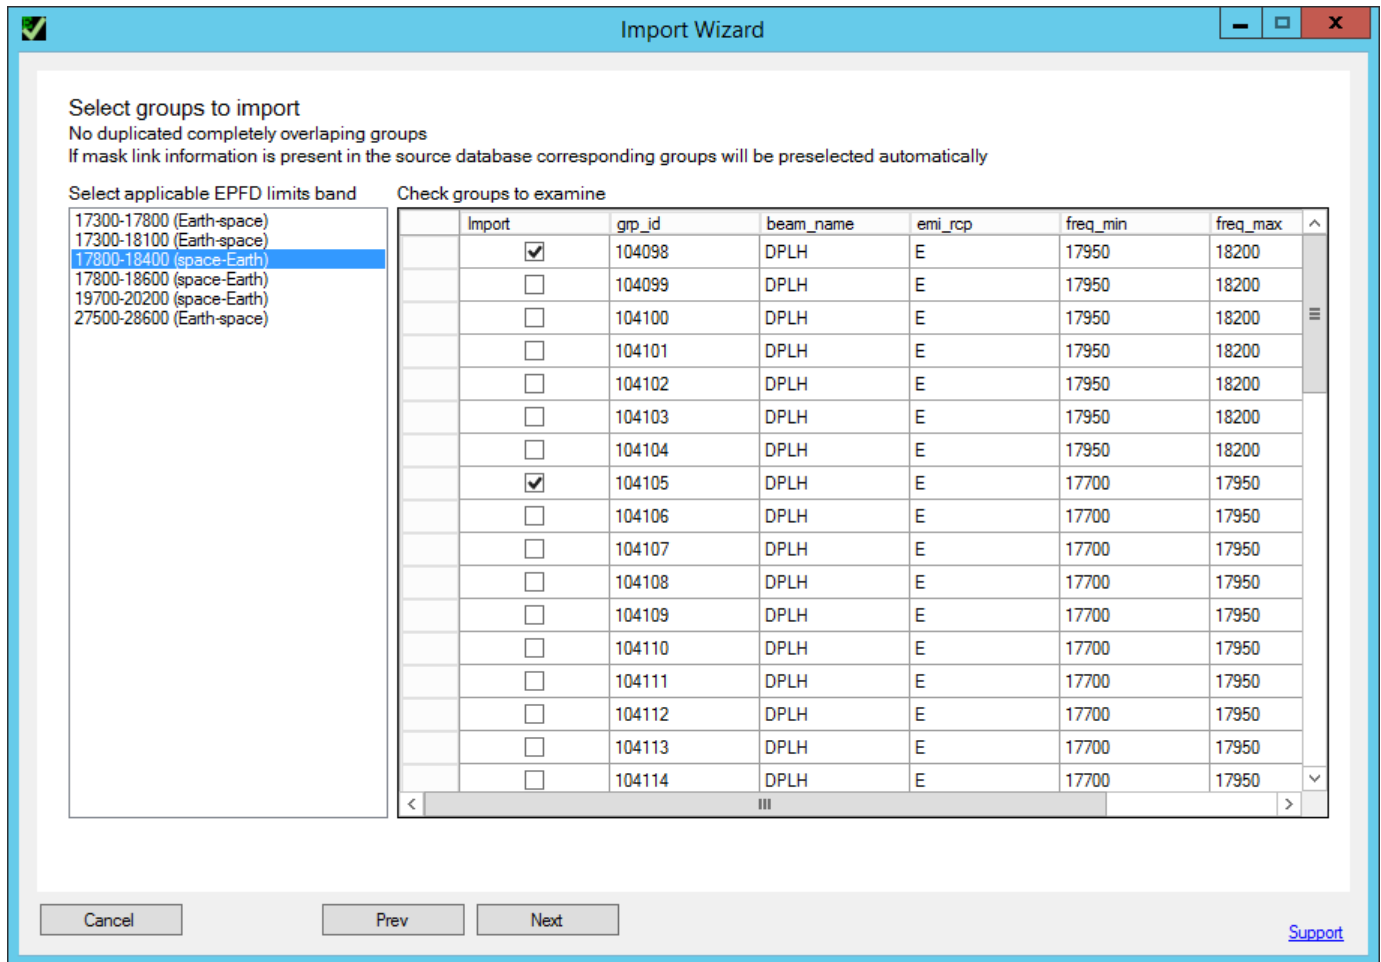 Import Wizard
Select groups to import
No duplicated completely overlaping groups
If mask link information is present in the source database corresponding groups will be preselected automatically
Select applicable EPFD limits band
17300-17800 (Earth-space)
17300-18100 (Earth-space)
17800-18400 (space-Earth)
17800-18600 (space-Earth)
19700-20200 (space-Earth)
27500-28600 (Earth-space)
Check groups to examine
Import grp_id beam_name emi_rcp freq_min freq_max
104098 DPLH E 17950 18200
104099 DPLH E 17950 18200
104100 DPLH E 17950 18200
104101 DPLH E 17950 18200
104102 DPLH E 17950 18200
104103 DPLH E 17950 18200
104104 DPLH E 17950 18200
104105 DPLH E 17700 17950
104106 DPLH E 17700 17950
104107 DPLH E 17700 17950
104108 DPLH E 17700 17950
104109 DPLH E 17700 17950
104110 DPLH E 17700 17950
104111 DPLH E 17700 17950
104112 DPLH E 17700 17950
104113 DPLH E 17700 17950
104114 DPLH E 17700 17950
Cancel Prev Next
Support